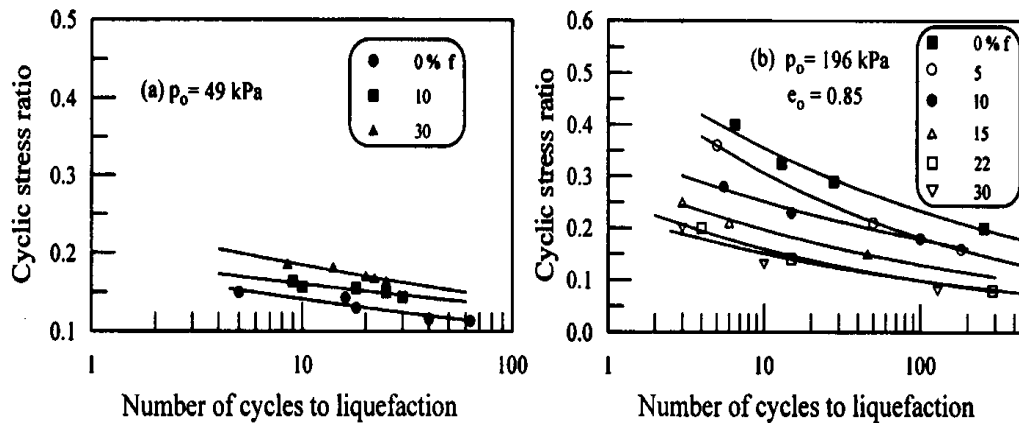 0.5
0.4
0.3
0.2
0.1
Cyclic stress ratio
(a) pₒ= 49 kPa
0 % f
10
30
1
10
100
Number of cycles to liquefaction
0.6
0.5
0.4
0.3
0.2
0.1
0.0
Cyclic stress ratio
(b) pₒ= 196 kPa
eₒ = 0.85
0 % f
5
10
15
22
30
1
10
100
Number of cycles to liquefaction